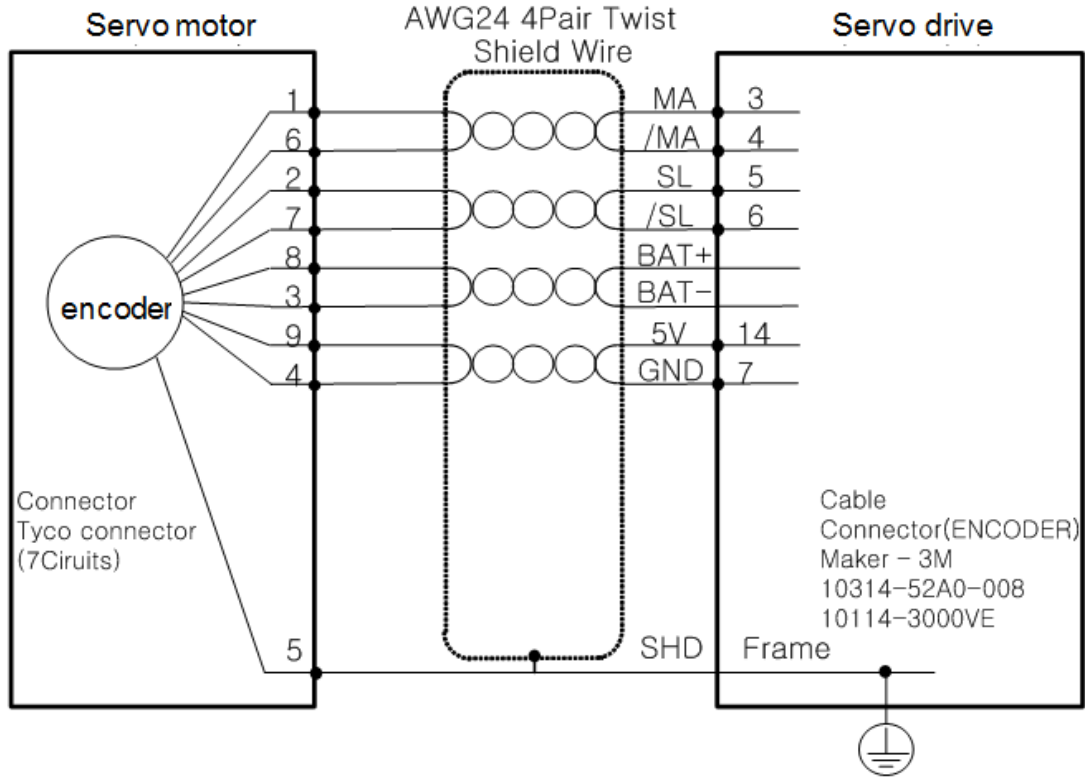 Servo motor
AWG24 4Pair Twist
Shield Wire
Servo drive
1
MA
3
6
/MA
4
2
SL
5
7
/SL
6
8
BAT+
3
BAT-
9
5V
14
4
GND
7
encoder
Connector
Tyco connector
(7Ciruits)
Cable
Connector(ENCODER)
Maker - 3M
10314-52A0-008
10114-3000VE
5
SHD
Frame